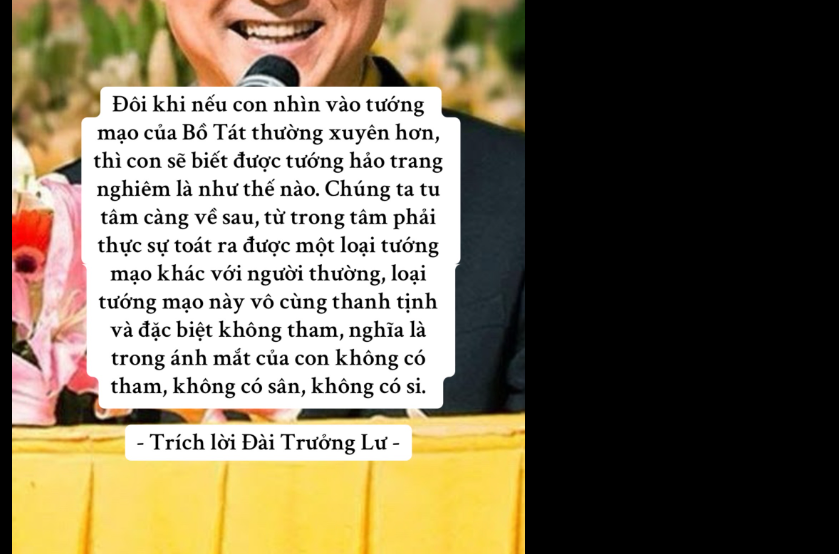 Đôi khi nếu con nhìn vào tướng
mạo của Bồ Tát thường xuyên hơn,
thì con sẽ biết được tướng hảo trang
nghiêm là như thế nào. Chúng ta tu
tâm càng về sau, từ trong tâm phải
thực sự toát ra được một loại tướng
mạo khác với người thường, loại
tướng mạo này vô cùng thanh tịnh
và đặc biệt không tham, nghĩa là
trong ánh mắt của con không có
tham, không có sân, không có si.
- Trích lời Đài Trưởng Lư -